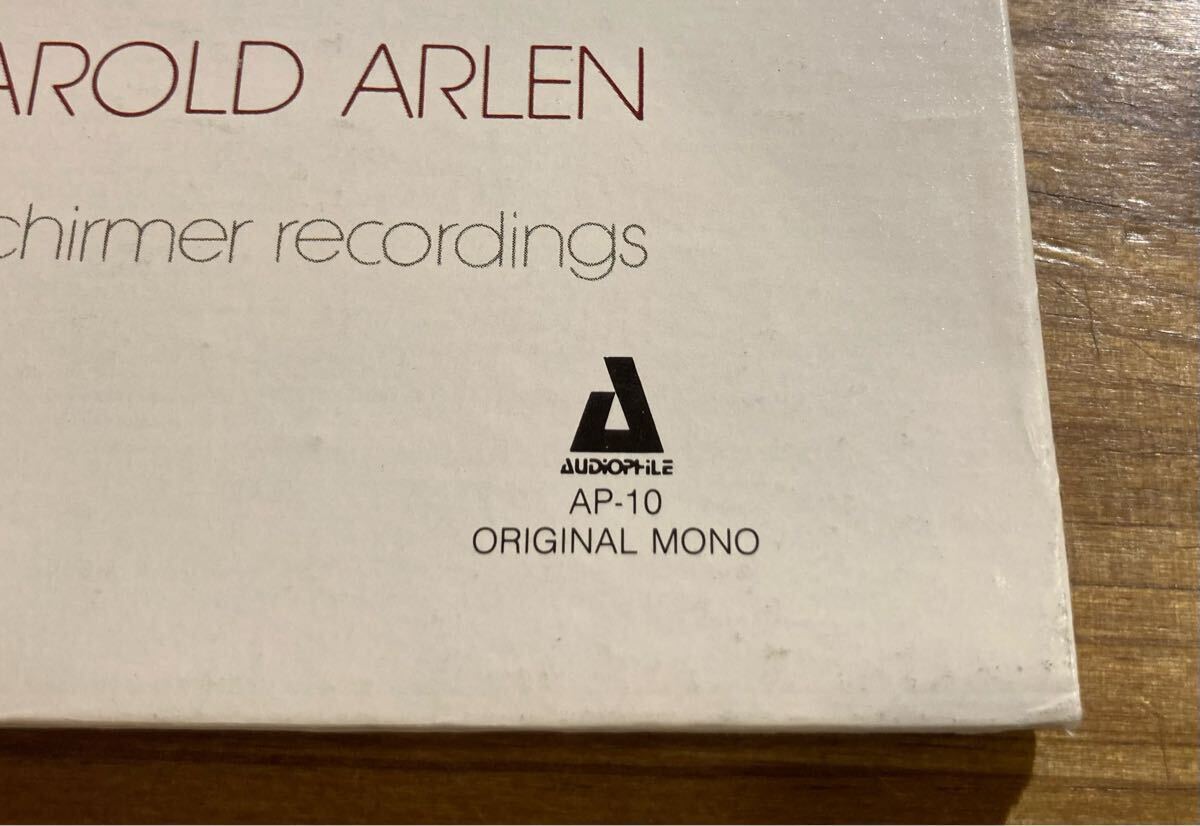 AROLD ARLEN
chirmer recordings
AUDIOPHILE
AP-10
ORIGINAL MONO